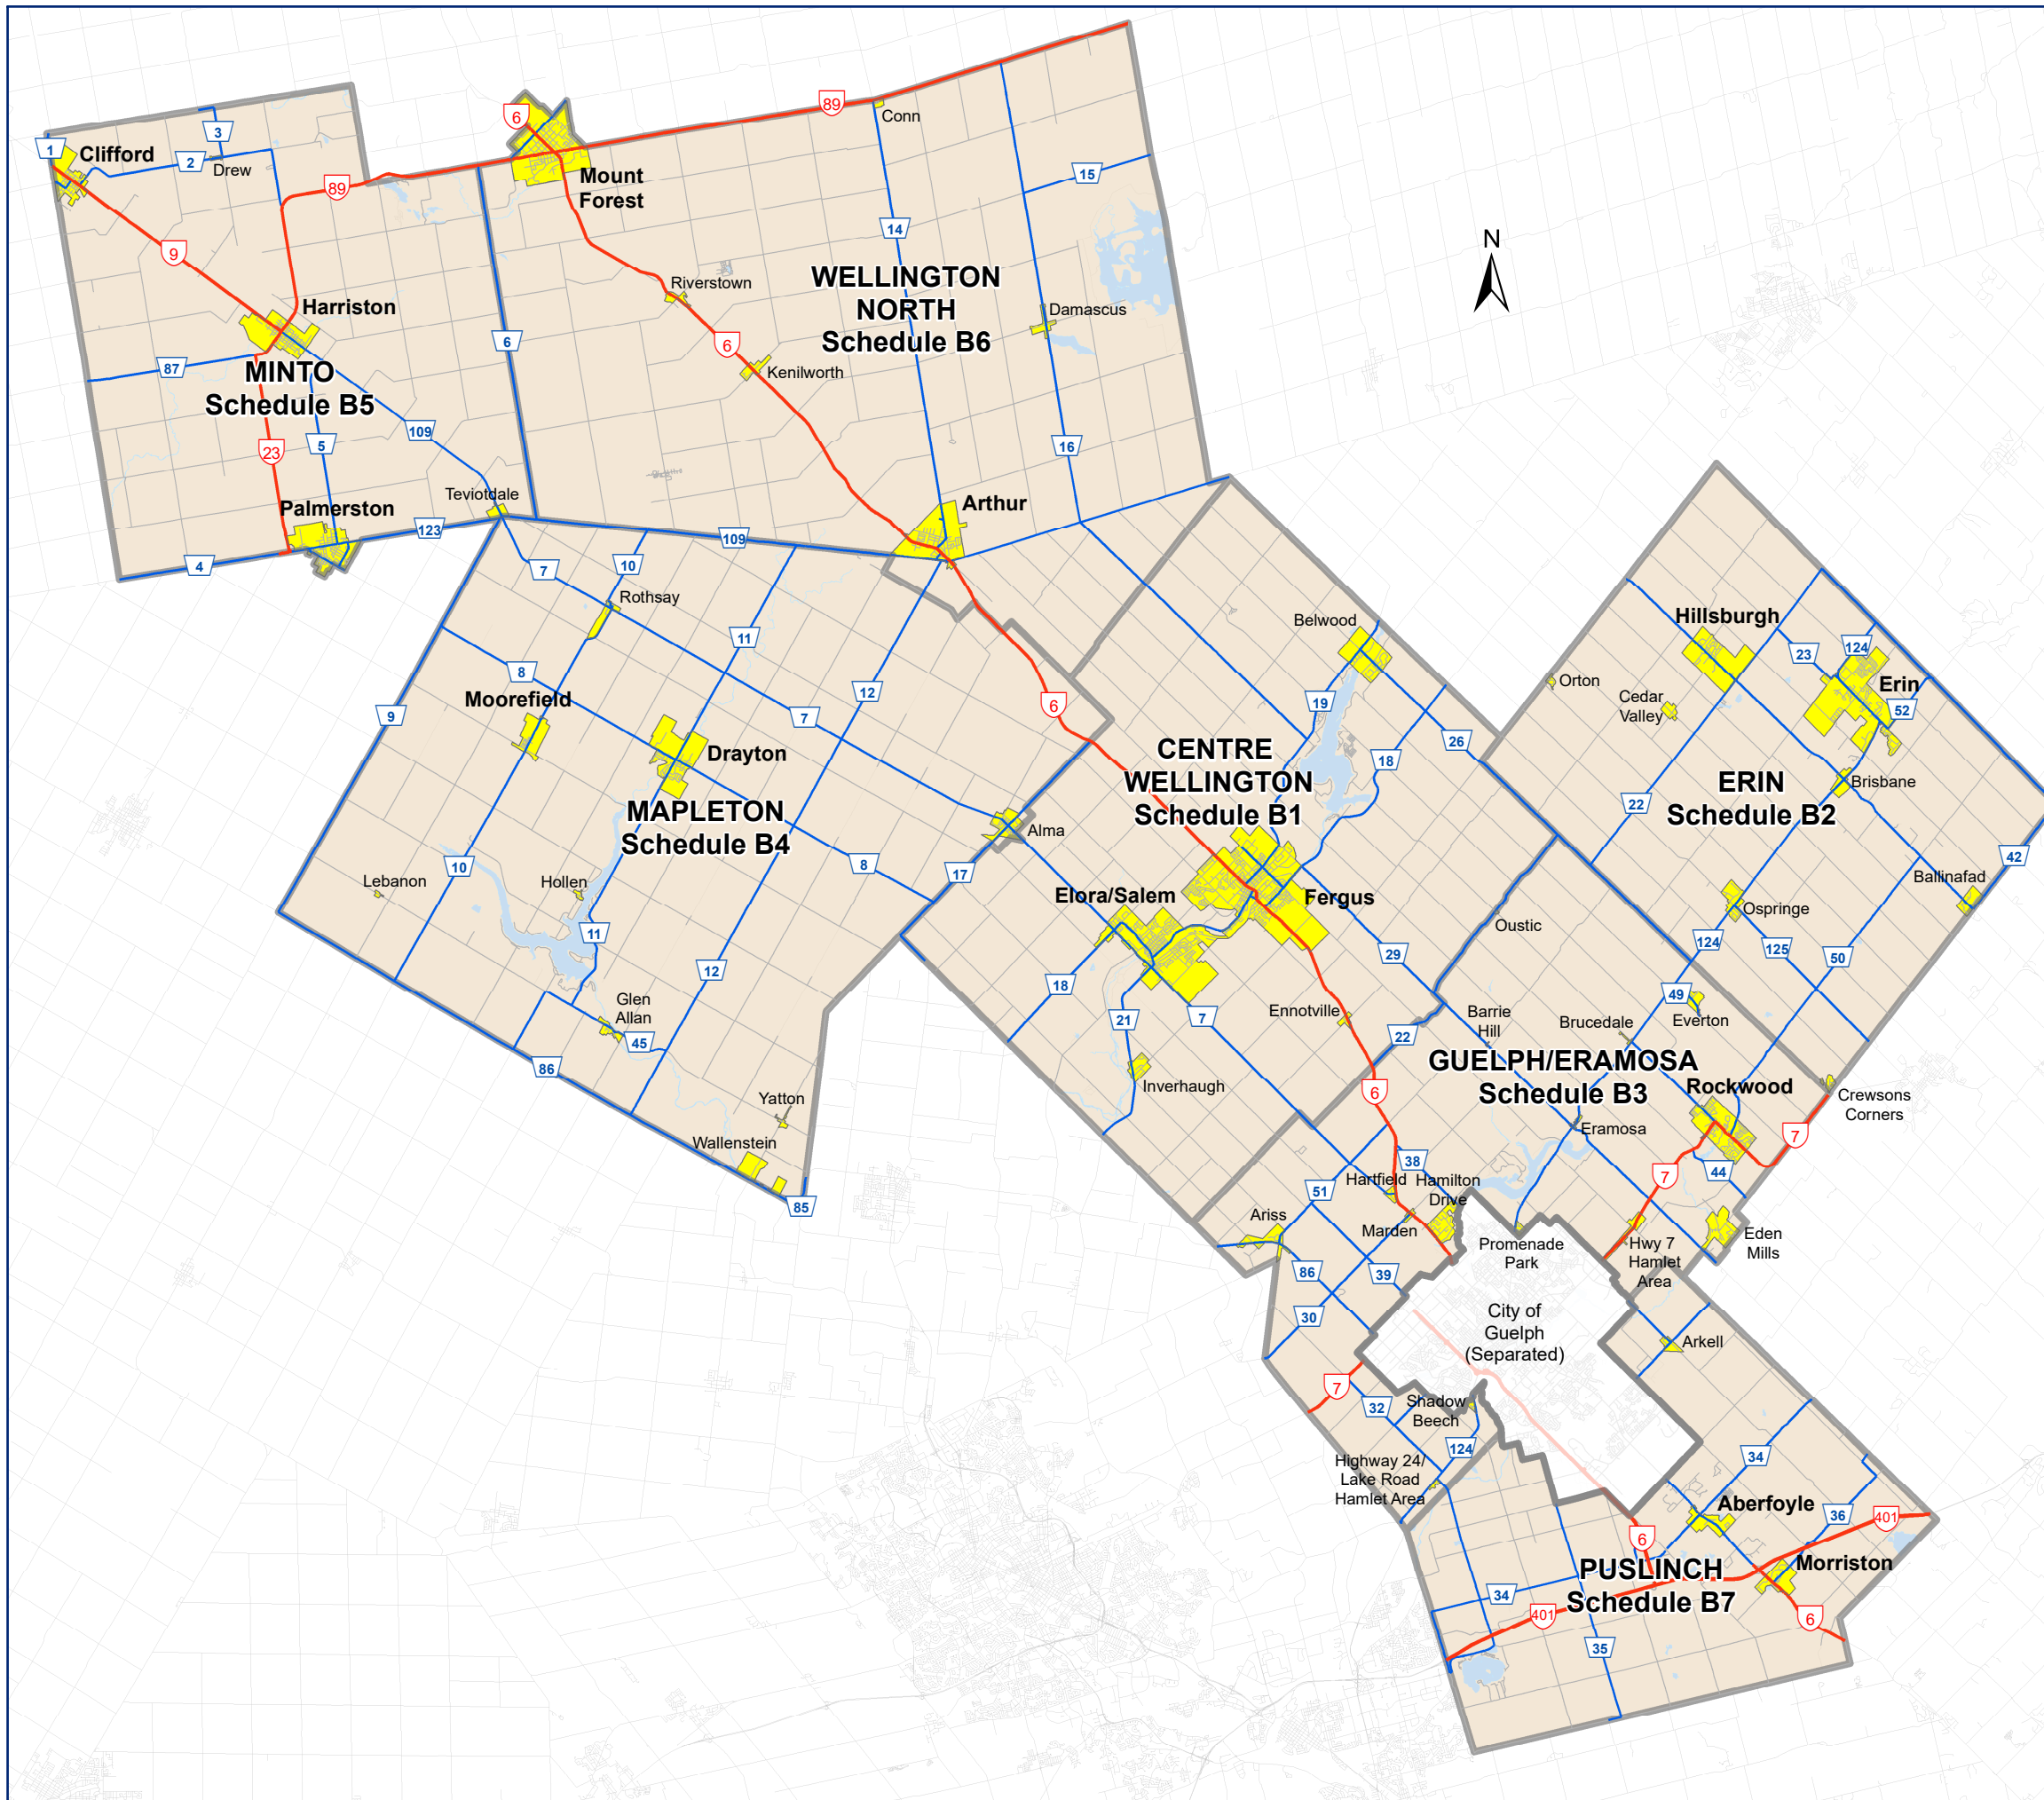 89
6
Conn
1
3
Clifford
2
Drew
89
Mount
Forest
15
14
9
N
WELLINGTON
NORTH
Schedule B6
Riverstown
Harriston
Damascus
6
6
87
MINTO
Schedule B5
Kenilworth
109
5
23
16
Teviotdale
Palmerston
Arthur
123
109
4
7
10
Rothsay
11
Belwood
Hillsburgh
124
23
8
12
Orton
Cedar
Valley
Erin
52
Moorefield
9
7
6
19
26
Drayton
CENTRE
WELLINGTON
Schedule B1
18
ERIN
Schedule B2
Brisbane
22
MAPLETON
Schedule B4
Alma
42
10
8
17
Lebanon
Hollen
Elora/Salem
Fergus
Ballinafad
Ospringe
Oustic
11
124
125
29
50
12
18
49
Glen
Allan
Ennotville
Barrie
Hill
Brucedale
Everton
21
7
22
45
86
GUELPH/ERAMOSA
Schedule B3
Inverhaugh
Rockwood
6
Crewsons
Corners
Yatton
Eramosa
7
Wallenstein
38
44
7
Hartfield
Hamilton
Drive
51
85
Ariss
Marden
Promenade
Park
Hwy 7
Hamlet
Area
Eden
Mills
86
39
30
City of
Guelph
(Separated)
Arkell
7
32
Shadow
Beech
124
34
Highway 24/
Lake Road
Hamlet Area
Aberfoyle
36
401
6
PUSLINCH
Schedule B7
Morriston
34
401
6
35